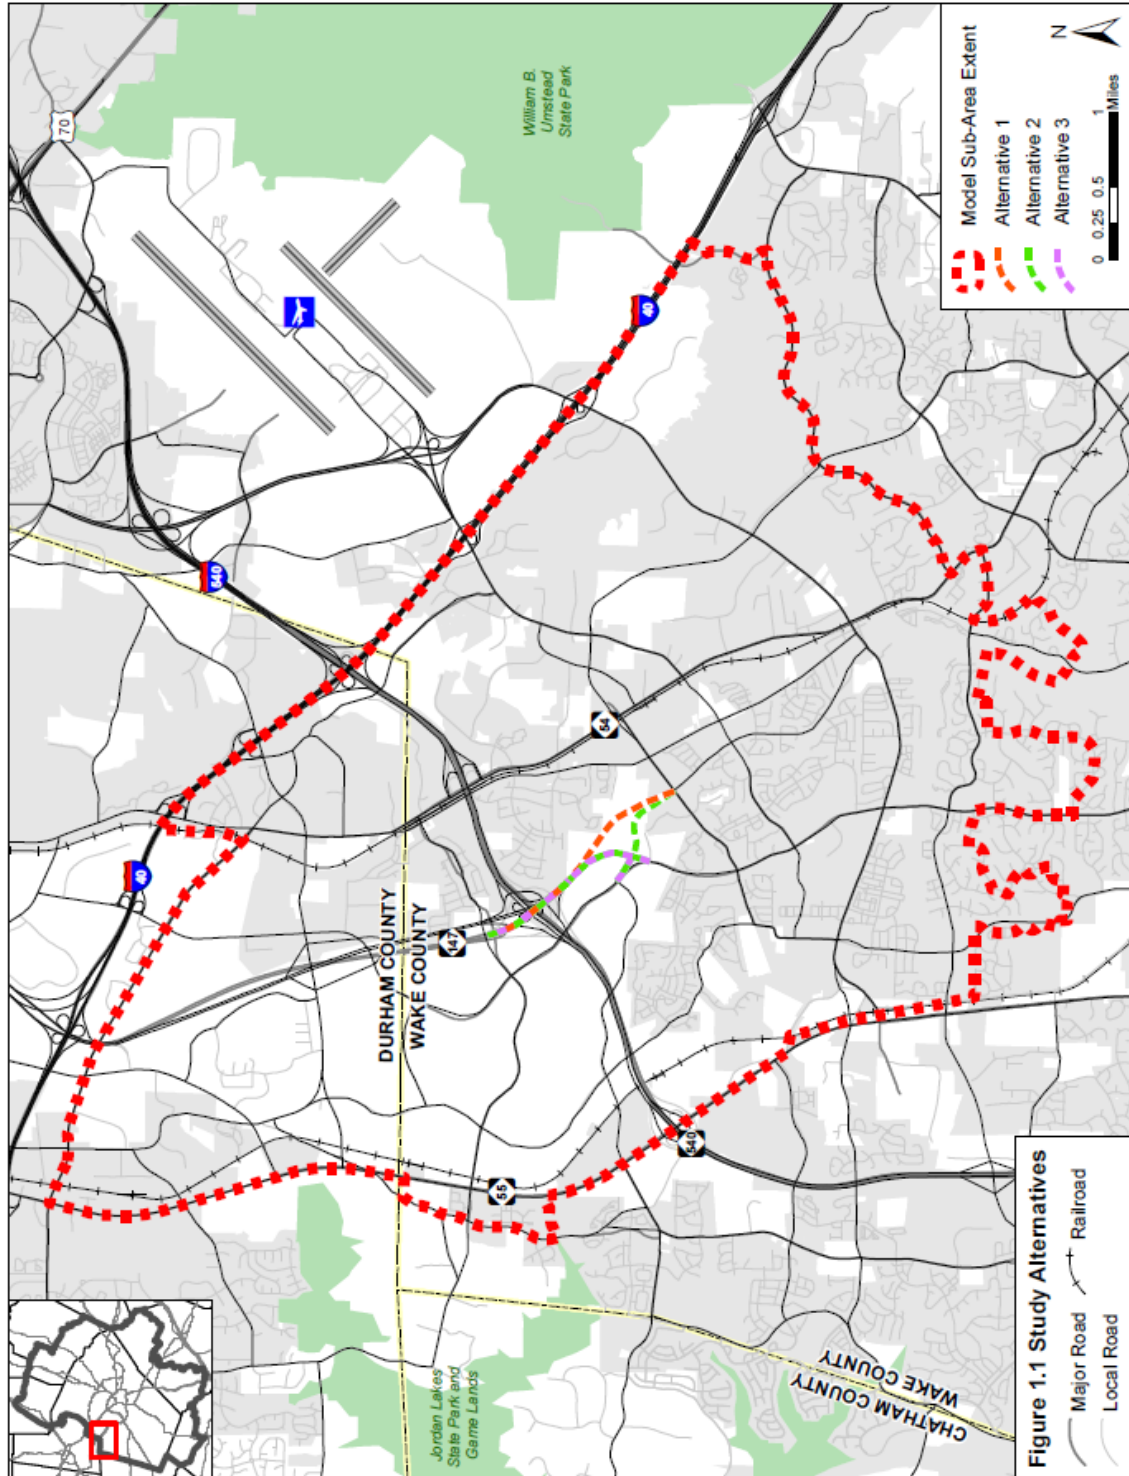 70
William B.
Umstead
State Park
640
40
40
54
147
DURHAM COUNTY
WAKE COUNTY
55
540
Jordan Lakes
State Park and
Game Lands
CHATHAM COUNTY
WAKE COUNTY
Model Sub-Area Extent
Alternative 1
Alternative 2
Alternative 3
N
0 0.25 0.5 1
Miles
Figure 1.1 Study Alternatives
Major Road
Railroad
Local Road